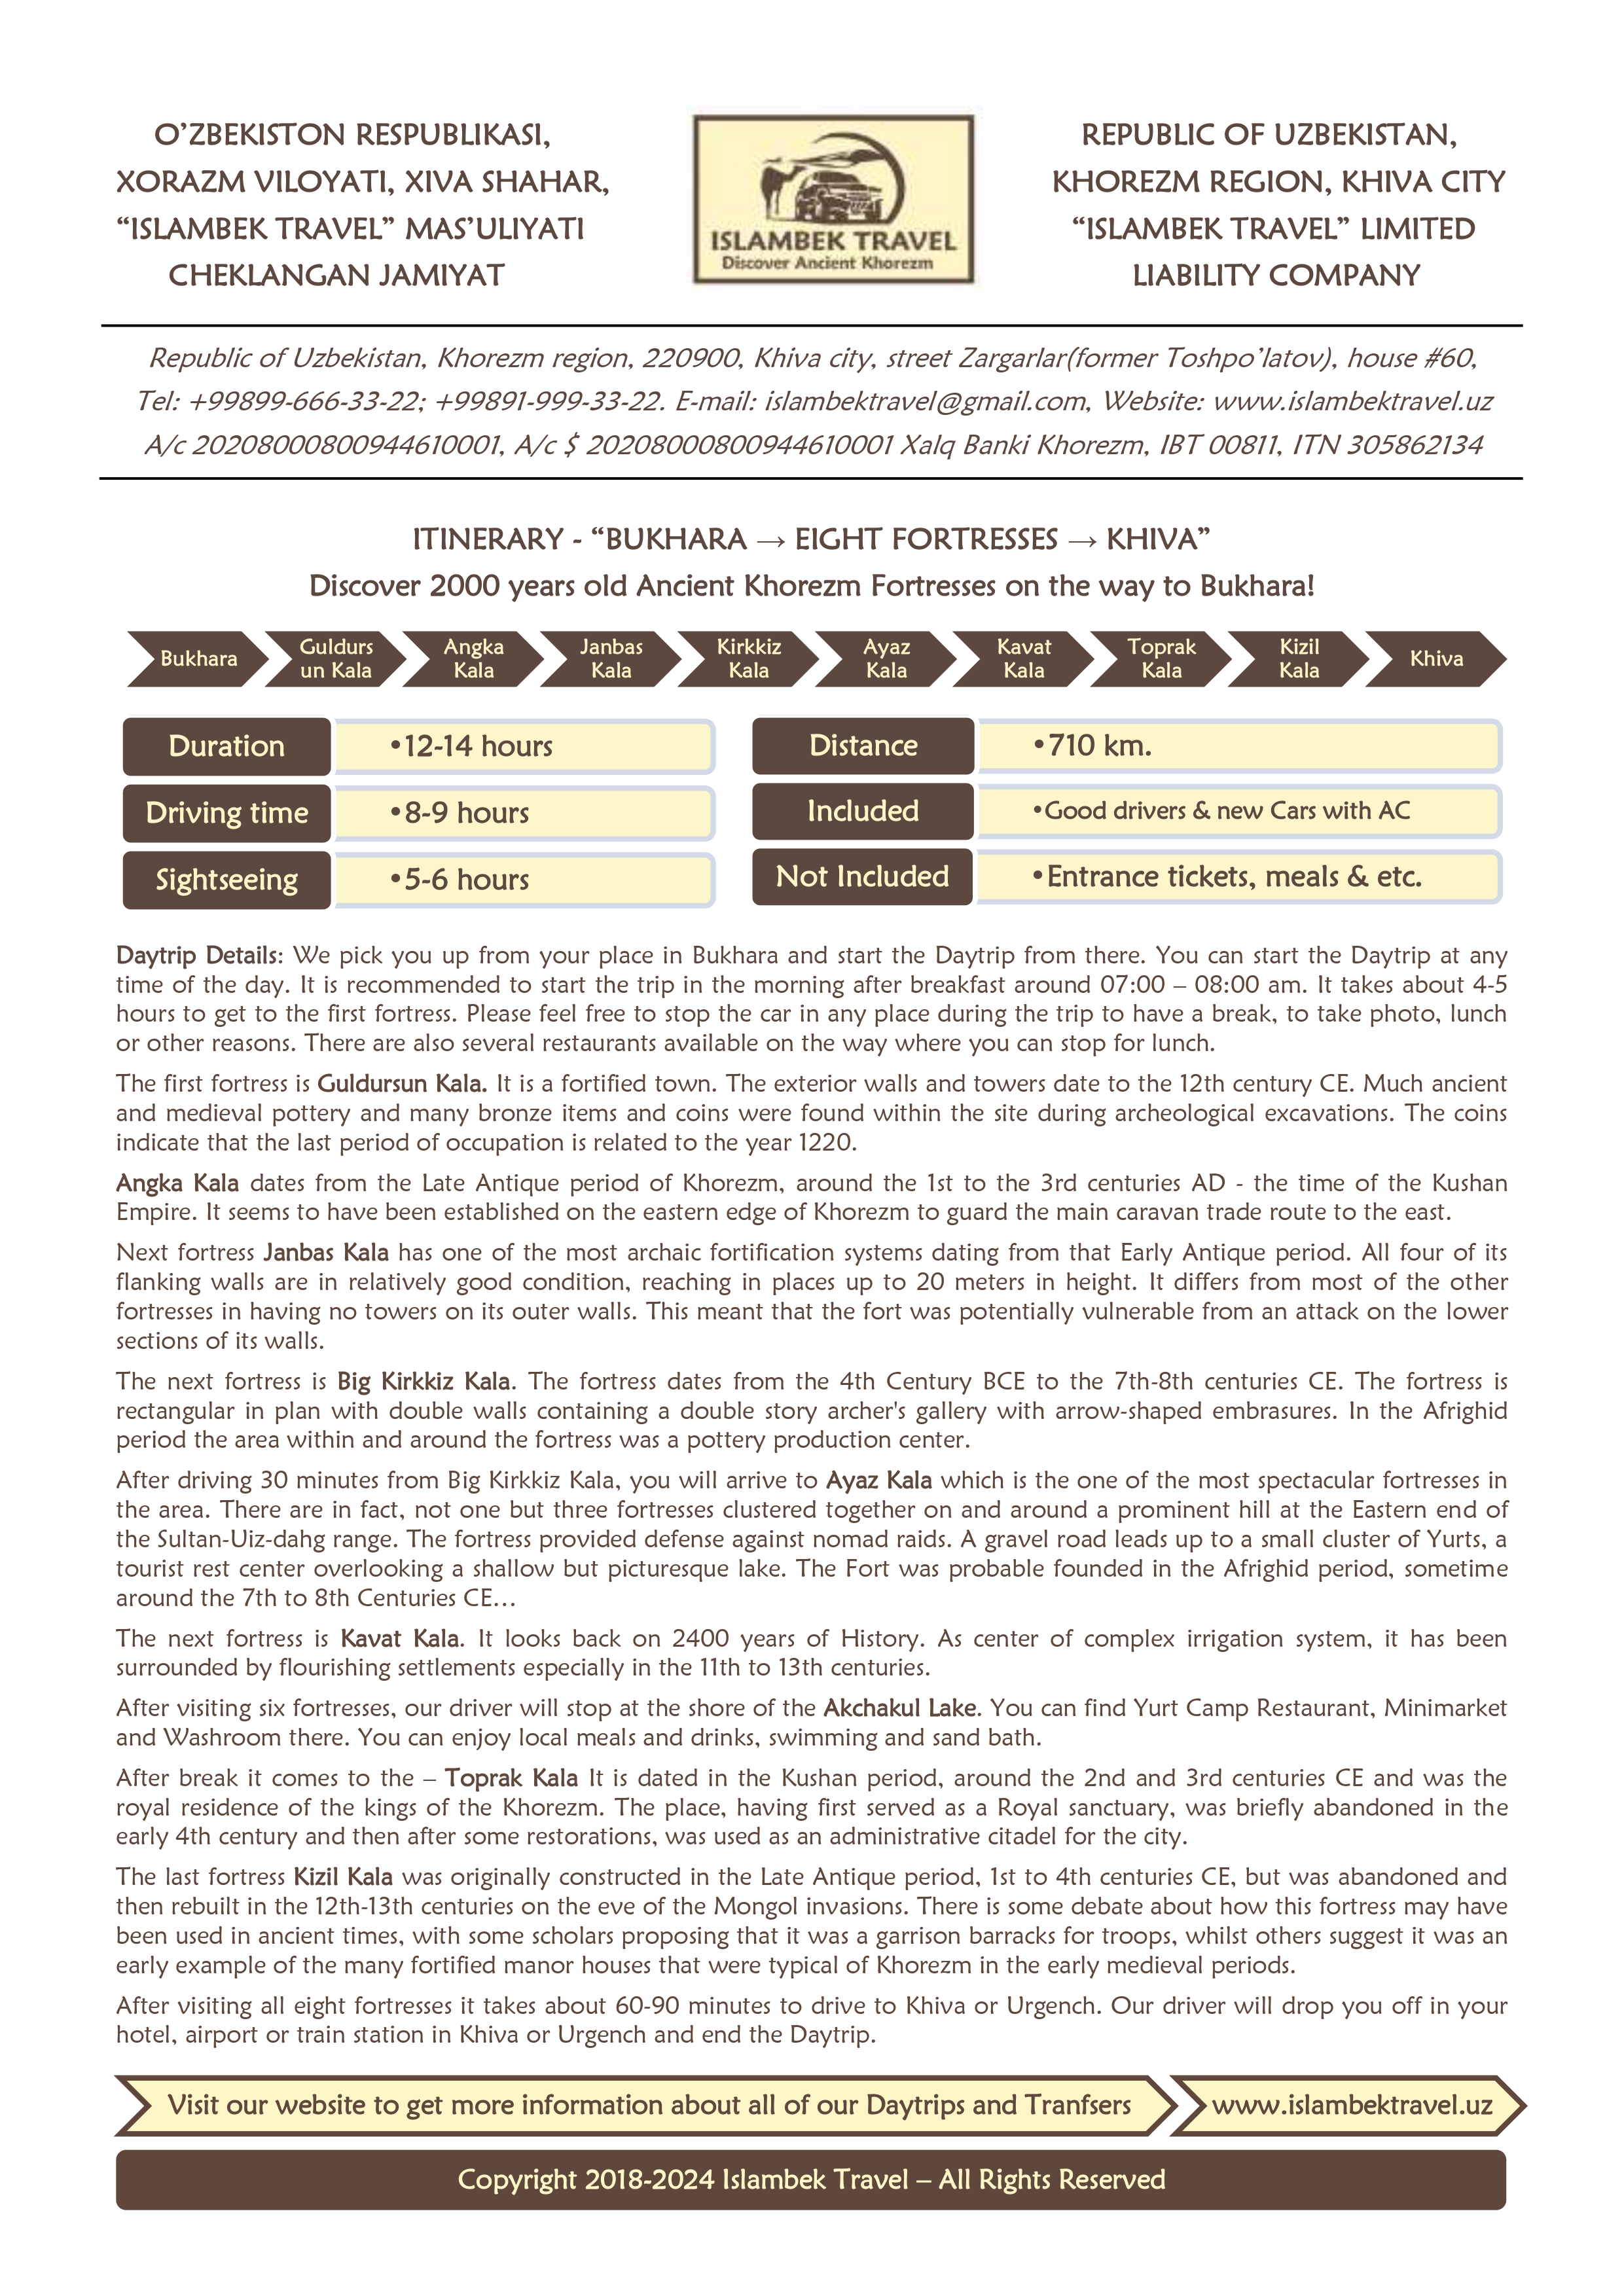 O’ZBEKISTON RESPUBLIKASI,
XORAZM VILOYATI, XIVA SHAHAR,
“ISLAMBEK TRAVEL” MAS’ULIYATI
CHEKLANGAN JAMIYAT
ISLAMBEK TRAVEL
Discover Ancient Khorezm
REPUBLIC OF UZBEKISTAN,
KHOREZM REGION, KHIVA CITY
“ISLAMBEK TRAVEL” LIMITED
LIABILITY COMPANY
Republic of Uzbekistan, Khorezm region, 220900, Khiva city, street Zargarlar(former Toshpo’latov), house #60,
Tel: +99899-666-33-22; +99891-999-33-22. E-mail: islambektravel@gmail.com, Website: www.islambektravel.uz
A/c 20208000800944610001, A/c $ 20208000800944610001 Xalq Banki Khorezm, IBT 00811, ITN 305862134
ITINERARY - “BUKHARA → EIGHT FORTRESSES → KHIVA”
Discover 2000 years old Ancient Khorezm Fortresses on the way to Bukhara!
Bukhara
Guldurs
un Kala
Angka
Kala
Janbas
Kala
Kirkkiz
Kala
Ayaz
Kala
Kavat
Kala
Toprak
Kala
Kizil
Kala
Khiva
Duration
•12-14 hours
Driving time
•8-9 hours
Sightseeing
•5-6 hours
Distance
•710 km.
Included
•Good drivers & new Cars with AC
Not Included
•Entrance tickets, meals & etc.
Daytrip Details: We pick you up from your place in Bukhara and start the Daytrip from there. You can start the Daytrip at any
time of the day. It is recommended to start the trip in the morning after breakfast around 07:00 – 08:00 am. It takes about 4-5
hours to get to the first fortress. Please feel free to stop the car in any place during the trip to have a break, to take photo, lunch
or other reasons. There are also several restaurants available on the way where you can stop for lunch.
The first fortress is Guldursun Kala. It is a fortified town. The exterior walls and towers date to the 12th century CE. Much ancient
and medieval pottery and many bronze items and coins were found within the site during archeological excavations. The coins
indicate that the last period of occupation is related to the year 1220.
Angka Kala dates from the Late Antique period of Khorezm, around the 1st to the 3rd centuries AD - the time of the Kushan
Empire. It seems to have been established on the eastern edge of Khorezm to guard the main caravan trade route to the east.
Next fortress Janbas Kala has one of the most archaic fortification systems dating from that Early Antique period. All four of its
flanking walls are in relatively good condition, reaching in places up to 20 meters in height. It differs from most of the other
fortresses in having no towers on its outer walls. This meant that the fort was potentially vulnerable from an attack on the lower
sections of its walls.
The next fortress is Big Kirkkiz Kala. The fortress dates from the 4th Century BCE to the 7th-8th centuries CE. The fortress is
rectangular in plan with double walls containing a double story archer's gallery with arrow-shaped embrasures. In the Afrighid
period the area within and around the fortress was a pottery production center.
After driving 30 minutes from Big Kirkkiz Kala, you will arrive to Ayaz Kala which is the one of the most spectacular fortresses in
the area. There are in fact, not one but three fortresses clustered together on and around a prominent hill at the Eastern end of
the Sultan-Uiz-dahg range. The fortress provided defense against nomad raids. A gravel road leads up to a small cluster of Yurts, a
tourist rest center overlooking a shallow but picturesque lake. The Fort was probable founded in the Afrighid period, sometime
around the 7th to 8th Centuries CE...
The next fortress is Kavat Kala. It looks back on 2400 years of History. As center of complex irrigation system, it has been
surrounded by flourishing settlements especially in the 11th to 13th centuries.
After visiting six fortresses, our driver will stop at the shore of the Akchakul Lake. You can find Yurt Camp Restaurant, Minimarket
and Washroom there. You can enjoy local meals and drinks, swimming and sand bath.
After break it comes to the – Toprak Kala It is dated in the Kushan period, around the 2nd and 3rd centuries CE and was the
royal residence of the kings of the Khorezm. The place, having first served as a Royal sanctuary, was briefly abandoned in the
early 4th century and then after some restorations, was used as an administrative citadel for the city.
The last fortress Kizil Kala was originally constructed in the Late Antique period, 1st to 4th centuries CE, but was abandoned and
then rebuilt in the 12th-13th centuries on the eve of the Mongol invasions. There is some debate about how this fortress may have
been used in ancient times, with some scholars proposing that it was a garrison barracks for troops, whilst others suggest it was an
early example of the many fortified manor houses that were typical of Khorezm in the early medieval periods.
After visiting all eight fortresses it takes about 60-90 minutes to drive to Khiva or Urgench. Our driver will drop you off in your
hotel, airport or train station in Khiva or Urgench and end the Daytrip.
Visit our website to get more information about all of our Daytrips and Tranfsers
www.islambektravel.uz
Copyright 2018-2024 Islambek Travel – All Rights Reserved